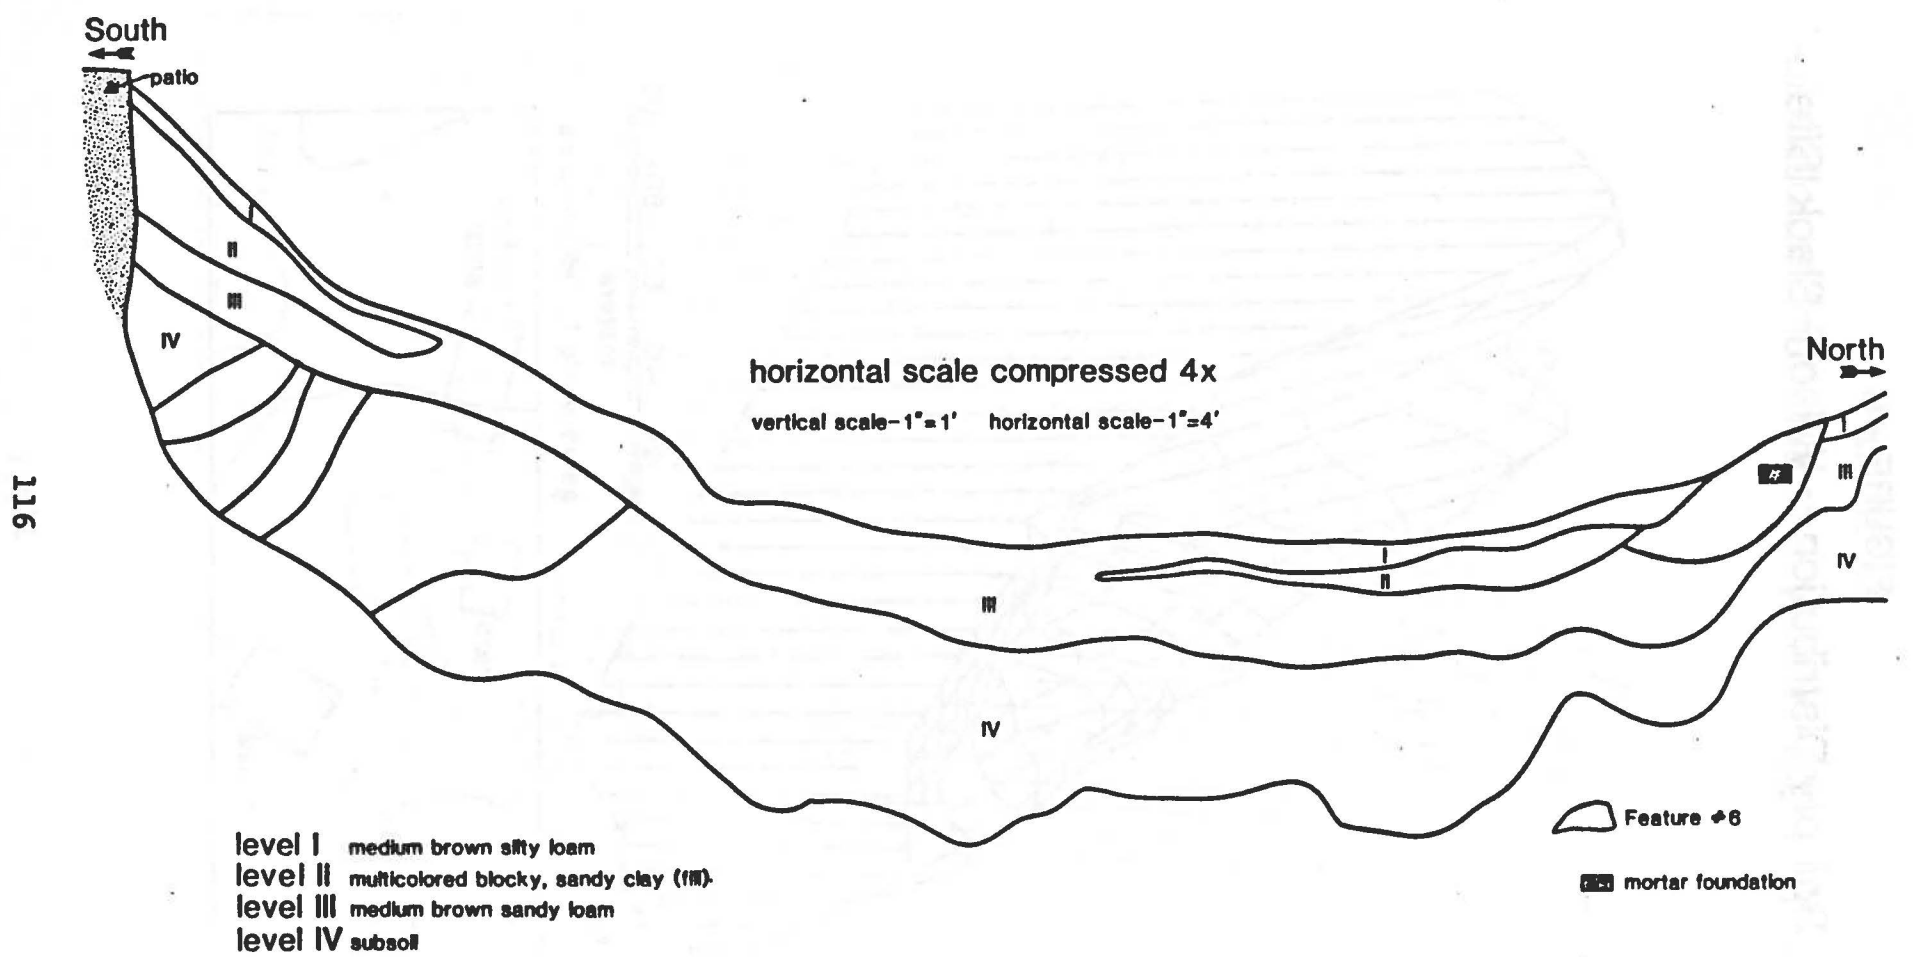 South
patio
I
II
III
IV
horizontal scale compressed 4x
vertical scale-1"=1' horizontal scale-1"=4'
North
I
III
IV
I
II
III
IV
116
level I medium brown silty loam
level II multicolored blocky, sandy clay (fill).
level III medium brown sandy loam
level IV subsoil
Feature #6
mortar foundation